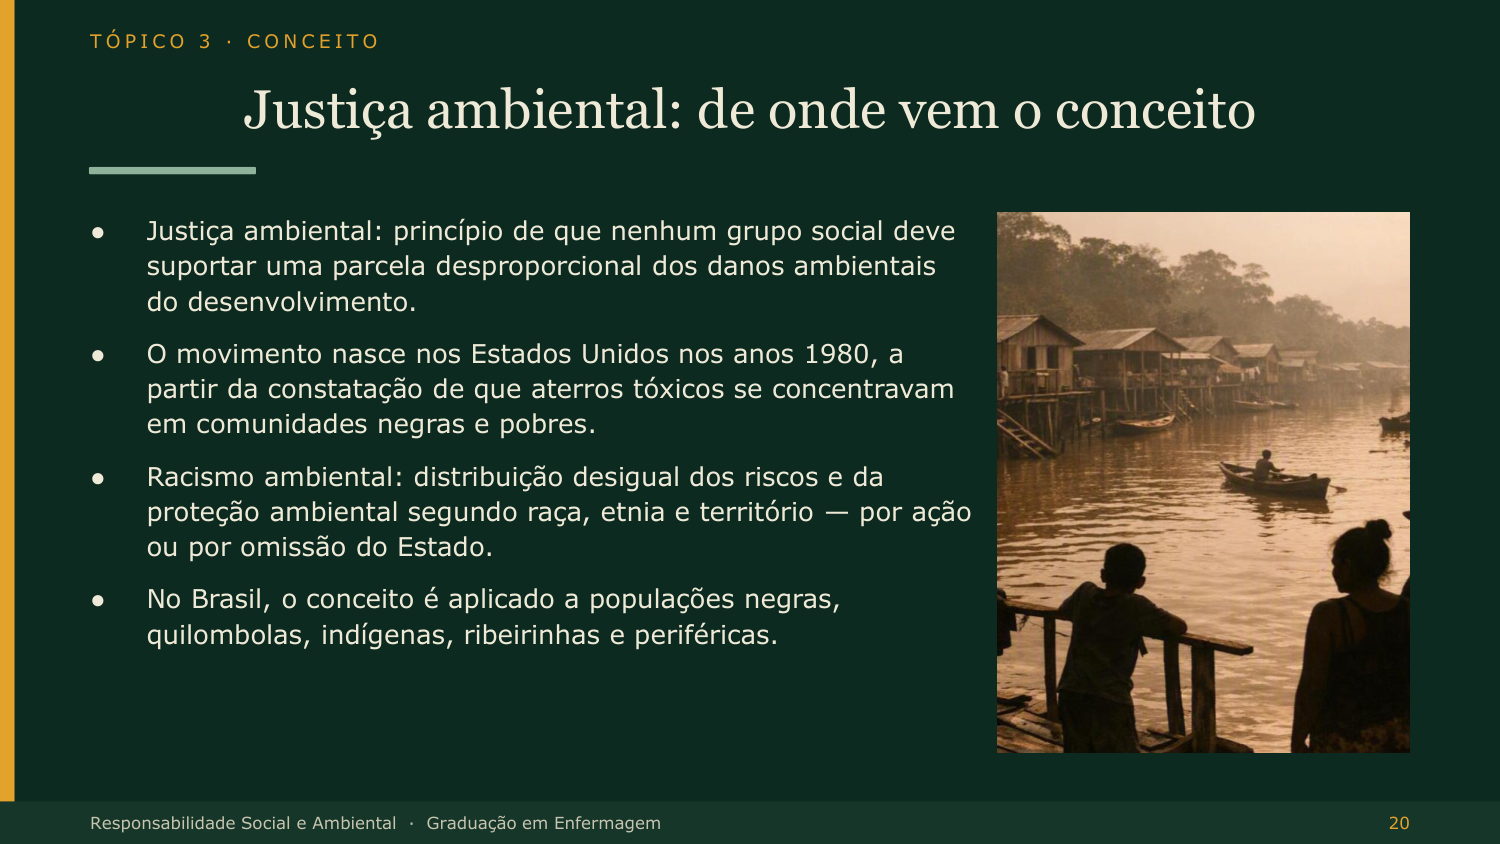 TÓPICO 3 · CONCEITO
Justiça ambiental: de onde vem o conceito
● Justiça ambiental: princípio de que nenhum grupo social deve
suportar uma parcela desproporcional dos danos ambientais
do desenvolvimento.
● O movimento nasce nos Estados Unidos nos anos 1980, a
partir da constatação de que aterros tóxicos se concentravam
em comunidades negras e pobres.
● Racismo ambiental: distribuição desigual dos riscos e da
proteção ambiental segundo raça, etnia e território — por ação
ou por omissão do Estado.
● No Brasil, o conceito é aplicado a populações negras,
quilombolas, indígenas, ribeirinhas e periféricas.
Responsabilidade Social e Ambiental · Graduação em Enfermagem
20